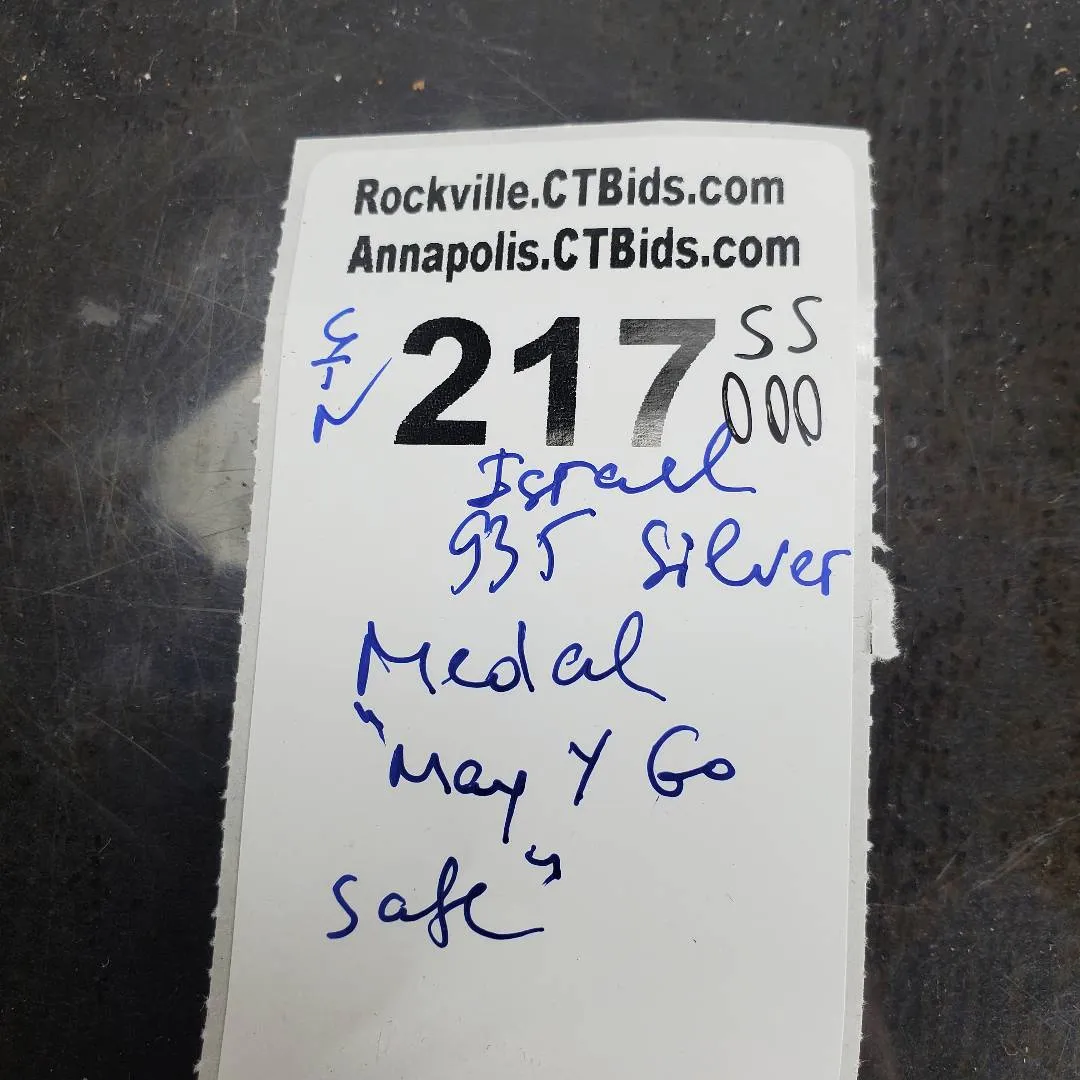 Rockville.CTBids.com
Annapolis.CTBids.com
217 SS
000
Israel
935 Silver
Medal
"May Y Go
Safe"